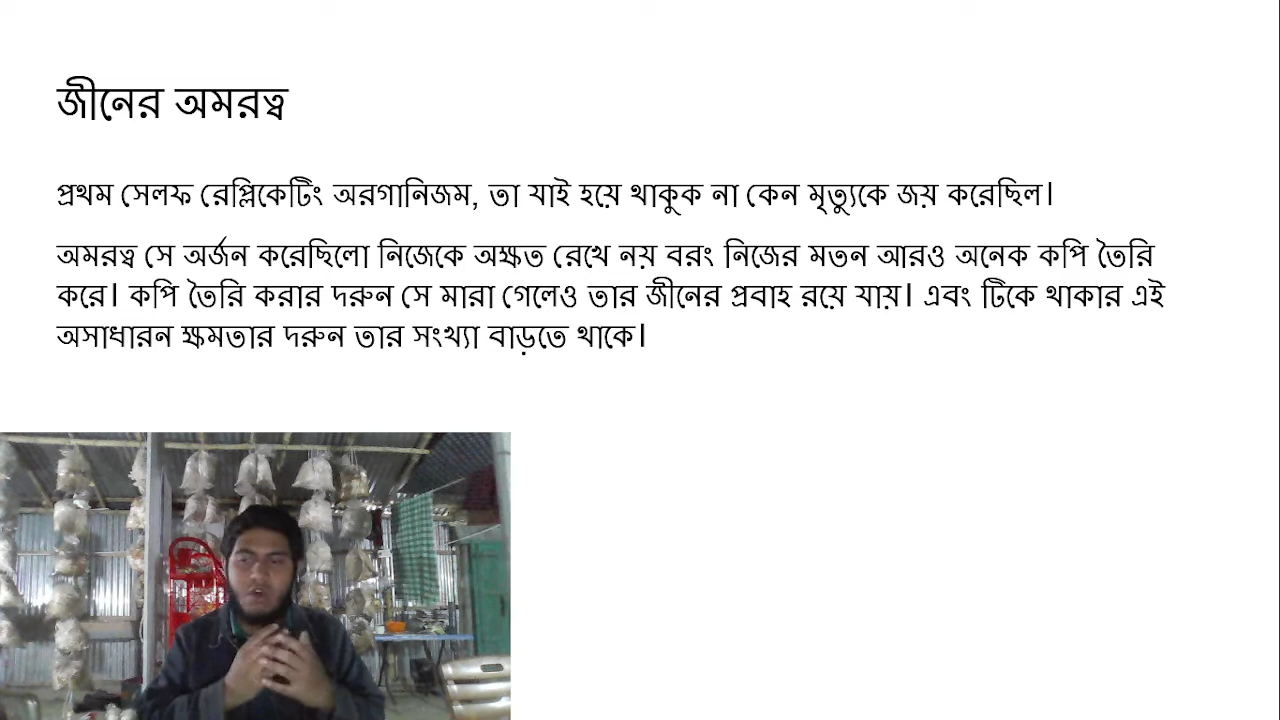 জীনের অমরত্ব
প্রথম সেলফ রেপ্লিকেটিং অরগানিজম, তা যাই হয়ে থাকুক না কেন মৃত্যুকে জয় করেছিল।
অমরত্ব সে অর্জন করেছিলো নিজেকে অক্ষত রেখে নয় বরং নিজের মতন আরও অনেক কপি তৈরি
করে। কপি তৈরি করার দরুন সে মারা গেলেও তার জীনের প্রবাহ রয়ে যায়। এবং টিকে থাকার এই
অসাধারন ক্ষমতার দরুন তার সংখ্যা বাড়তে থাকে।